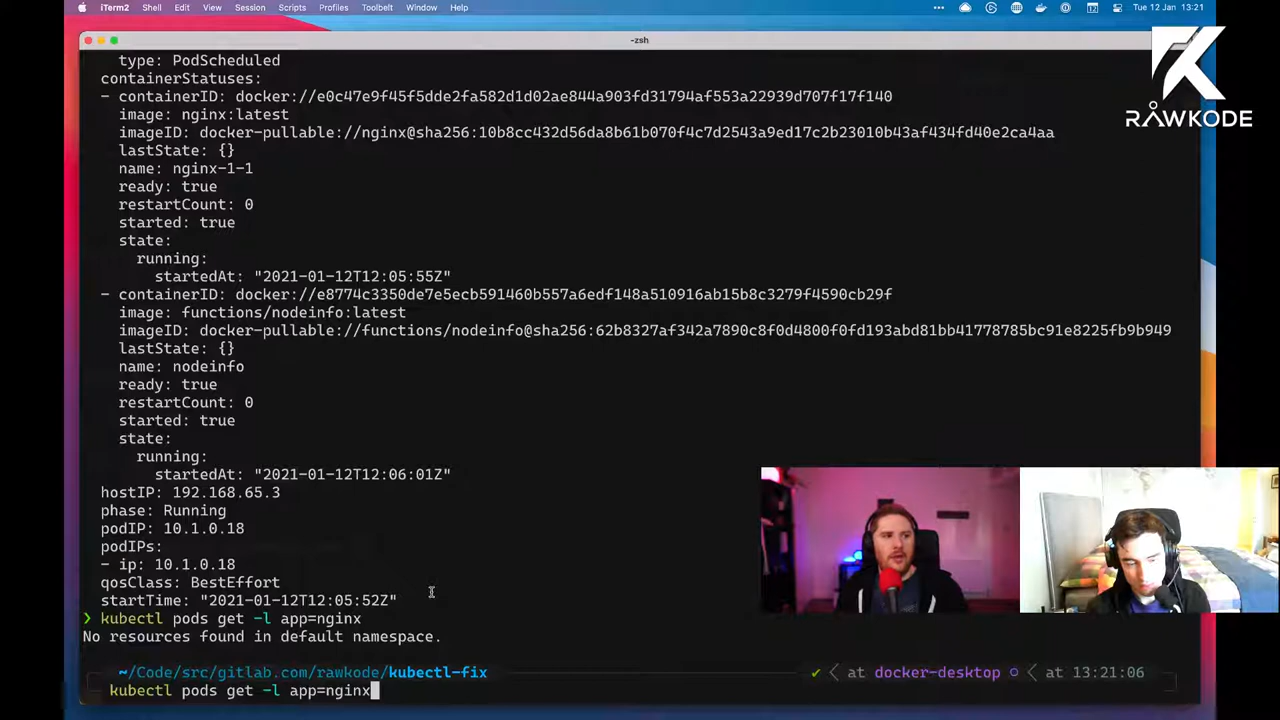 iTerm2 Shell Edit View Session Scripts Profiles Toolbelt Window Help ••• 12 Tue 12 Jan 13:21
-zsh
RAWKODE
type: PodScheduled
containerStatuses:
- containerID: docker://e0c47e9f45f5dde2fa582d1d02ae844a903fd31794af553a22939d707f17f140
image: nginx:latest
imageID: docker-pullable://nginx@sha256:10b8cc432d56da8b61b070f4c7d2543a9ed17c2b23010b43af434fd40e2ca4aa
lastState: {}
name: nginx-1-1
ready: true
restartCount: 0
started: true
state:
running:
startedAt: "2021-01-12T12:05:55Z"
- containerID: docker://e8774c3350de7e5ecb591460b557a6edf148a510916ab15b8c3279f4590cb29f
image: functions/nodeinfo:latest
imageID: docker-pullable://functions/nodeinfo@sha256:62b8327af342a7890c8f0d4800f0fd193abd81bb41778785bc91e8225fb9b949
lastState: {}
name: nodeinfo
ready: true
restartCount: 0
started: true
state:
running:
startedAt: "2021-01-12T12:06:01Z"
hostIP: 192.168.65.3
phase: Running
podIP: 10.1.0.18
podIPs:
- ip: 10.1.0.18
qosClass: BestEffort
startTime: "2021-01-12T12:05:52Z"
❯ kubectl pods get -l app=nginx
No resources found in default namespace.
~/Code/src/gitlab.com/rawkode/kubectl-fix ✔ < at docker-desktop ○ < at 13:21:06
kubectl pods get -l app=nginx